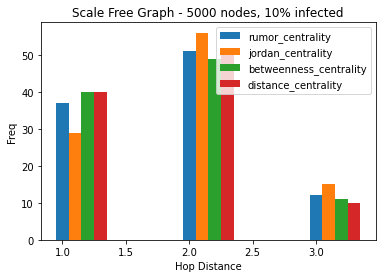 Scale Free Graph - 5000 nodes, 10% infected
rumor_centrality
jordan_centrality
betweenness_centrality
distance_centrality
Freq
50
40
30
20
10
0
1.0 1.5 2.0 2.5 3.0
Hop Distance